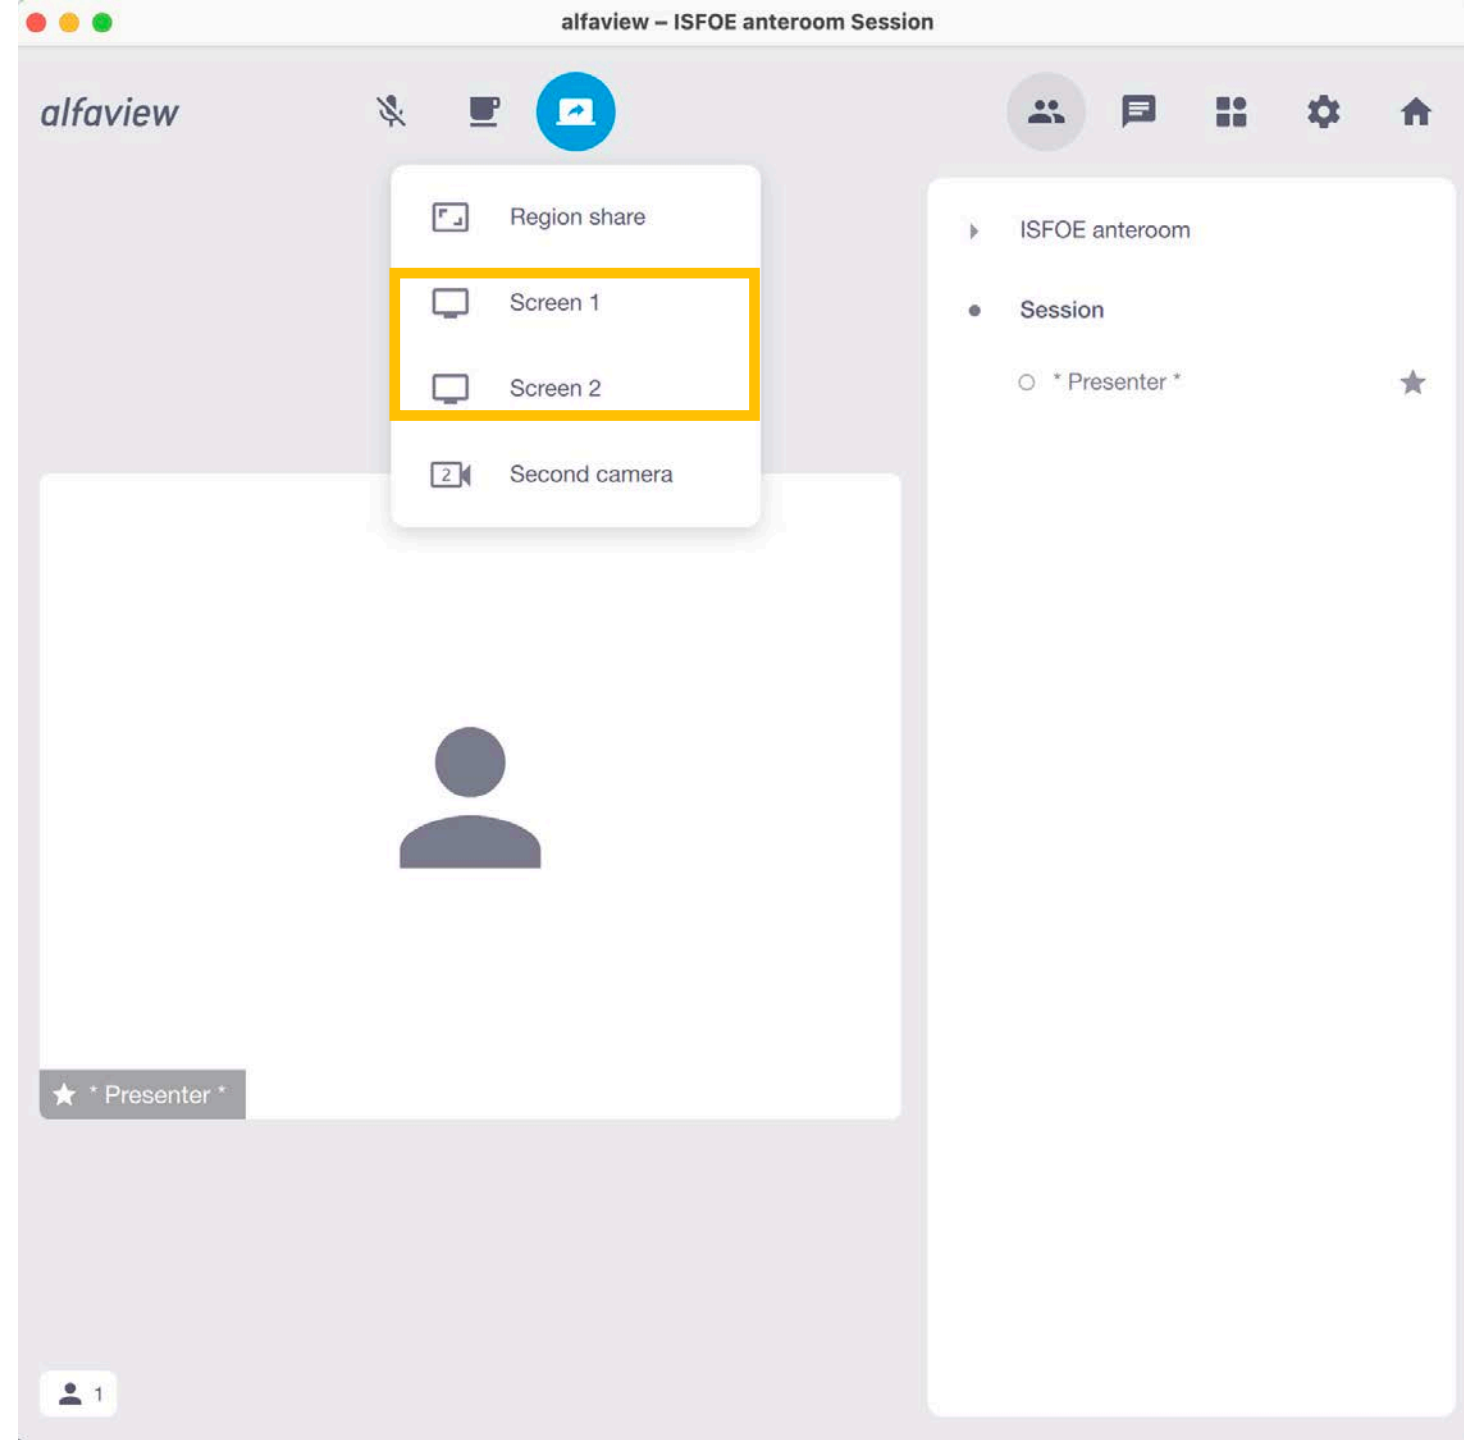 alfaview – ISFOE anteroom Session
alfaview
Region share
Screen 1
Screen 2
2 Second camera
ISFOE anteroom
Session
* Presenter *
* Presenter *
1